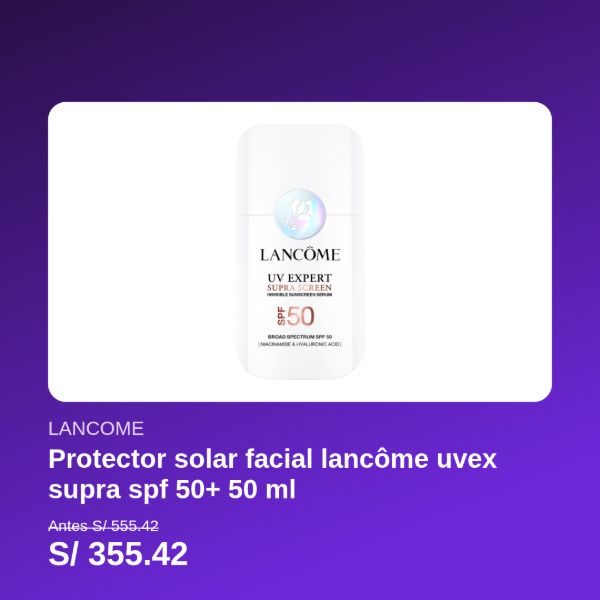 LANCÔME
UV EXPERT
SUPRA SCREEN
INVISIBLE SUNSCREEN SERUM
SPF 50
BROAD SPECTRUM SPF 50
[ NIACINAMIDE & HYALURONIC ACID ]
LANCOME
Protector solar facial lancôme uvex
supra spf 50+ 50 ml
Antes S/ 555.42
S/ 355.42